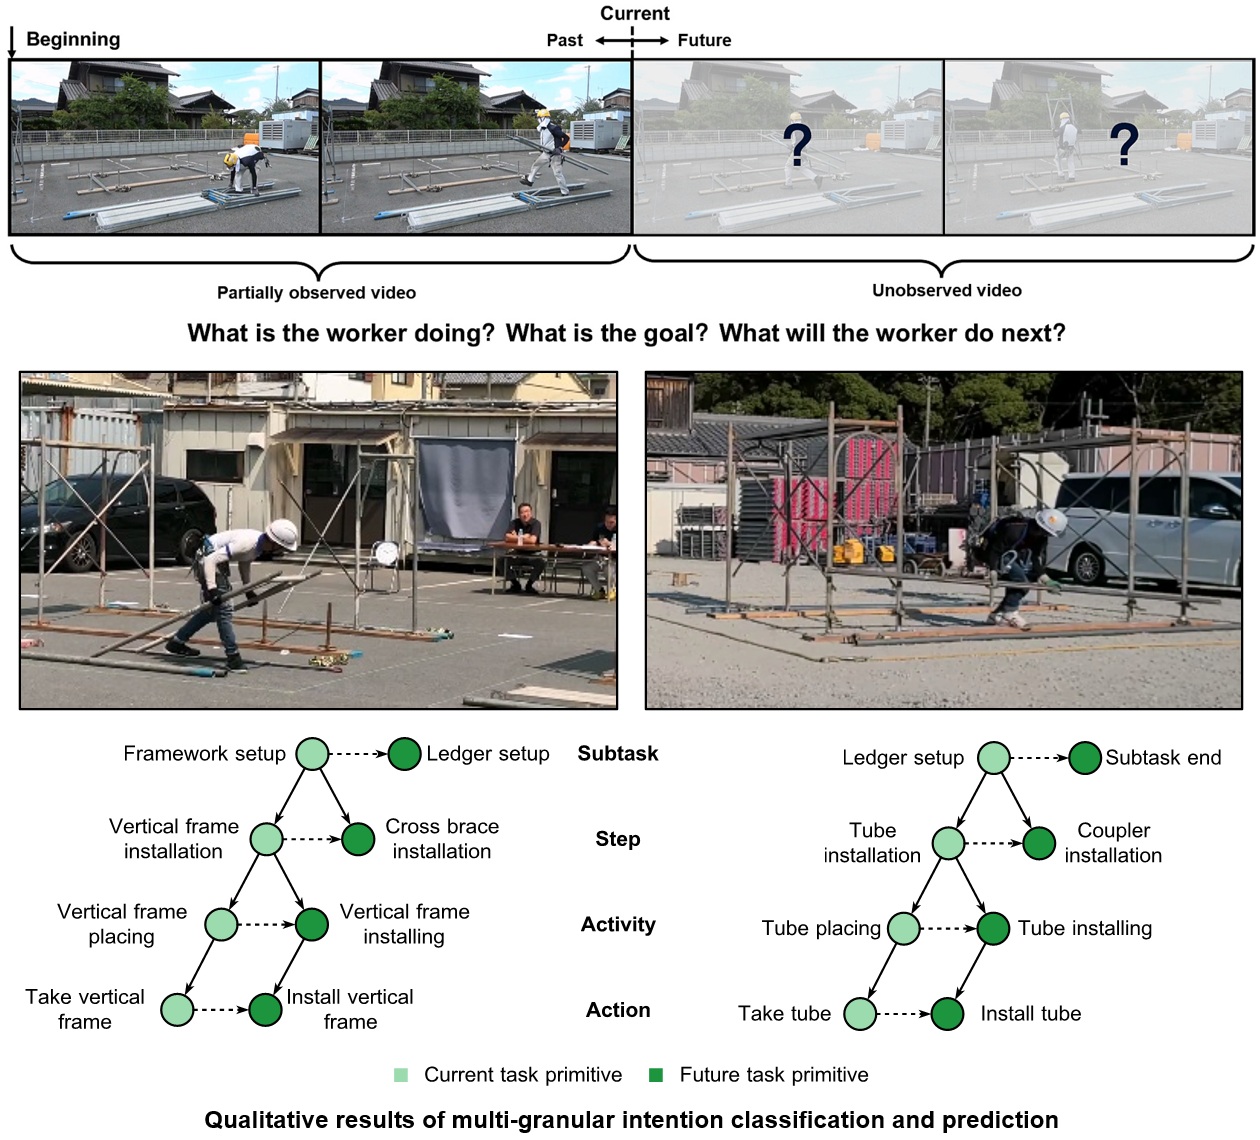 Current
Beginning
Past
Future
?
?
Partially observed video
Unobserved video
What is the worker doing? What is the goal? What will the worker do next?
Framework setup
Ledger setup
Subtask
Ledger setup
Subtask end
Vertical frame
installation
Cross brace
installation
Step
Tube
installation
Coupler
installation
Vertical frame
placing
Vertical frame
installing
Activity
Tube placing
Tube installing
Take vertical
frame
Install vertical
frame
Action
Take tube
Install tube
Current task primitive
Future task primitive
Qualitative results of multi-granular intention classification and prediction